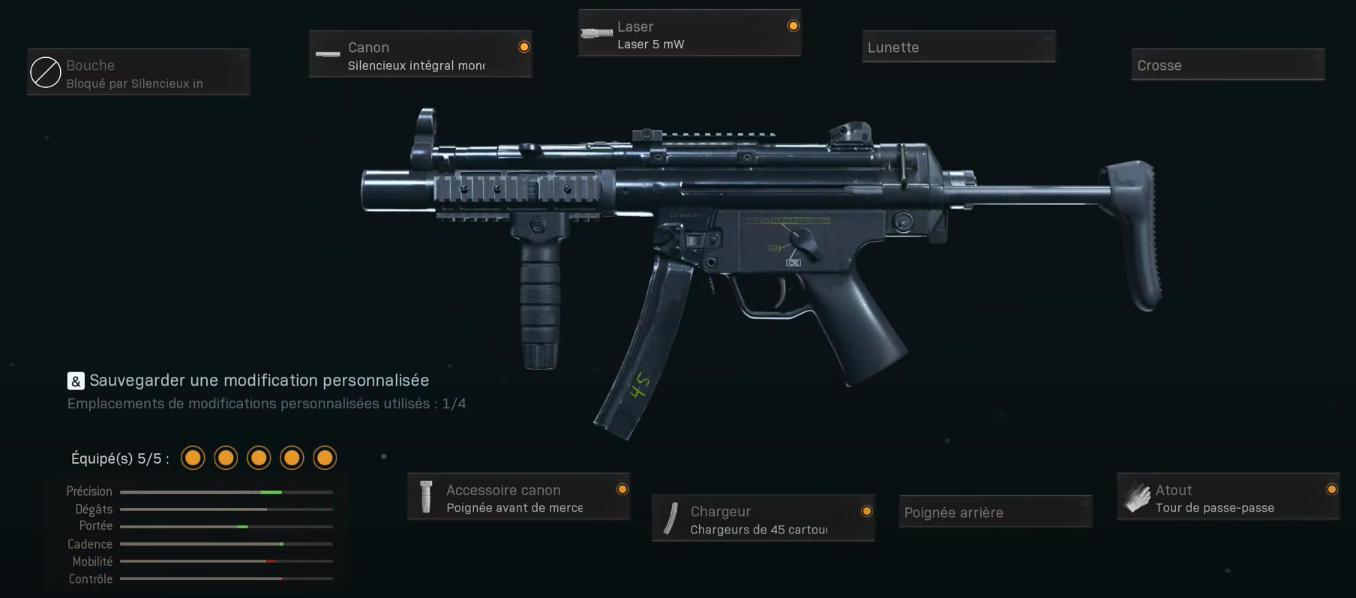 Laser
Laser 5 mW
Canon
Silencieux intégral mon
Lunette
Bouche
Bloqué par Silencieux in
Crosse
45
& Sauvegarder une modification personnalisée
Emplacements de modifications personnalisées utilisés : 1/4
Équipé(s) 5/5 :
Précision
Dégâts
Portée
Cadence
Mobilité
Contrôle
Accessoire canon
Poignée avant de merce
Chargeur
Chargeurs de 45 cartou
Poignée arrière
Atout
Tour de passe-passe